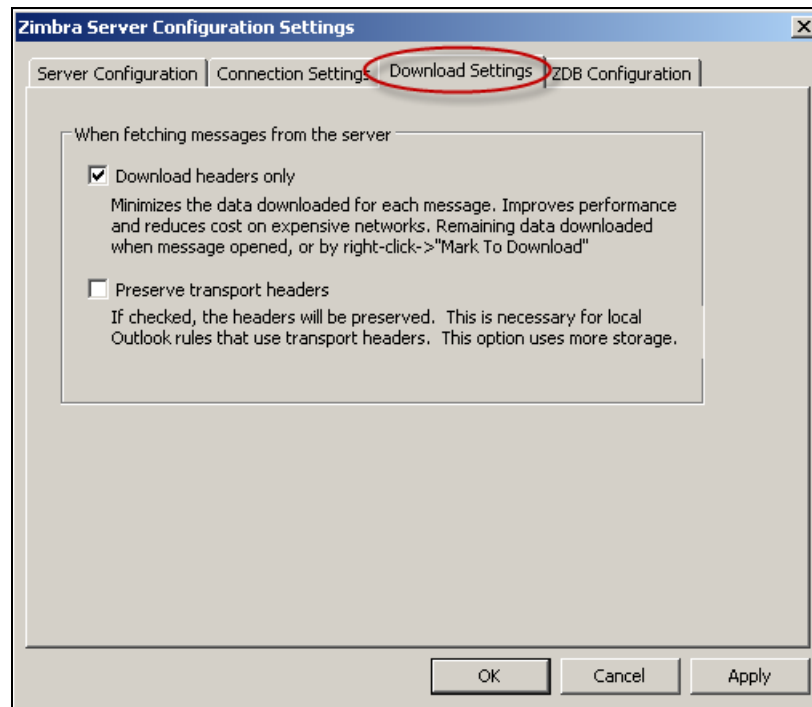 Zimbra Server Configuration Settings
Server Configuration
Connection Settings
Download Settings
ZDB Configuration
When fetching messages from the server
Download headers only
Minimizes the data downloaded for each message. Improves performance
and reduces cost on expensive networks. Remaining data downloaded
when message opened, or by right-click->"Mark To Download"
Preserve transport headers
If checked, the headers will be preserved. This is necessary for local
Outlook rules that use transport headers. This option uses more storage.
OK
Cancel
Apply